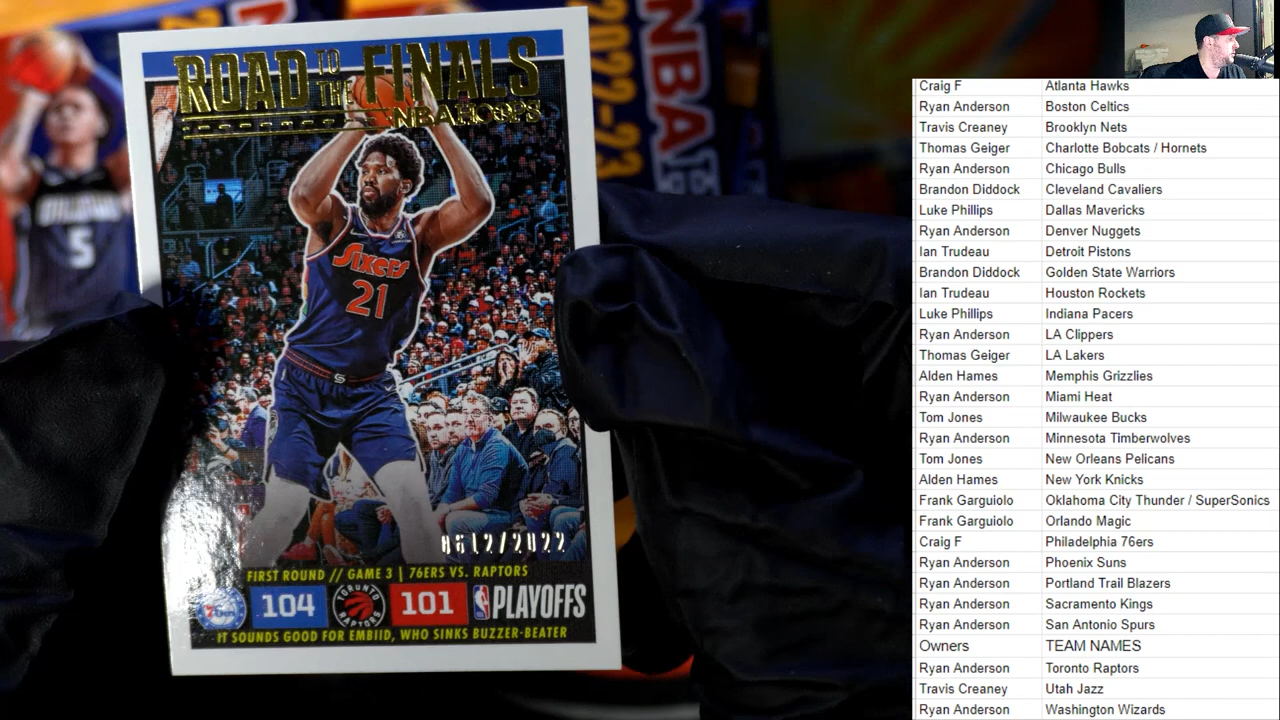 ROAD TO THE FINALS
NBA HOOPS
Sixers
21
0612/2022
FIRST ROUND // GAME 3 | 76ERS VS. RAPTORS
104
TORONTO
RAPTORS
101
PLAYOFFS
IT SOUNDS GOOD FOR EMBIID, WHO SINKS BUZZER-BEATER
5
2022-23
NBA
Craig F Atlanta Hawks
Ryan Anderson Boston Celtics
Travis Creaney Brooklyn Nets
Thomas Geiger Charlotte Bobcats / Hornets
Ryan Anderson Chicago Bulls
Brandon Diddock Cleveland Cavaliers
Luke Phillips Dallas Mavericks
Ryan Anderson Denver Nuggets
Ian Trudeau Detroit Pistons
Brandon Diddock Golden State Warriors
Ian Trudeau Houston Rockets
Luke Phillips Indiana Pacers
Ryan Anderson LA Clippers
Thomas Geiger LA Lakers
Alden Hames Memphis Grizzlies
Ryan Anderson Miami Heat
Tom Jones Milwaukee Bucks
Ryan Anderson Minnesota Timberwolves
Tom Jones New Orleans Pelicans
Alden Hames New York Knicks
Frank Garguiolo Oklahoma City Thunder / SuperSonics
Frank Garguiolo Orlando Magic
Craig F Philadelphia 76ers
Ryan Anderson Phoenix Suns
Ryan Anderson Portland Trail Blazers
Ryan Anderson Sacramento Kings
Ryan Anderson San Antonio Spurs
Owners TEAM NAMES
Ryan Anderson Toronto Raptors
Travis Creaney Utah Jazz
Ryan Anderson Washington Wizards